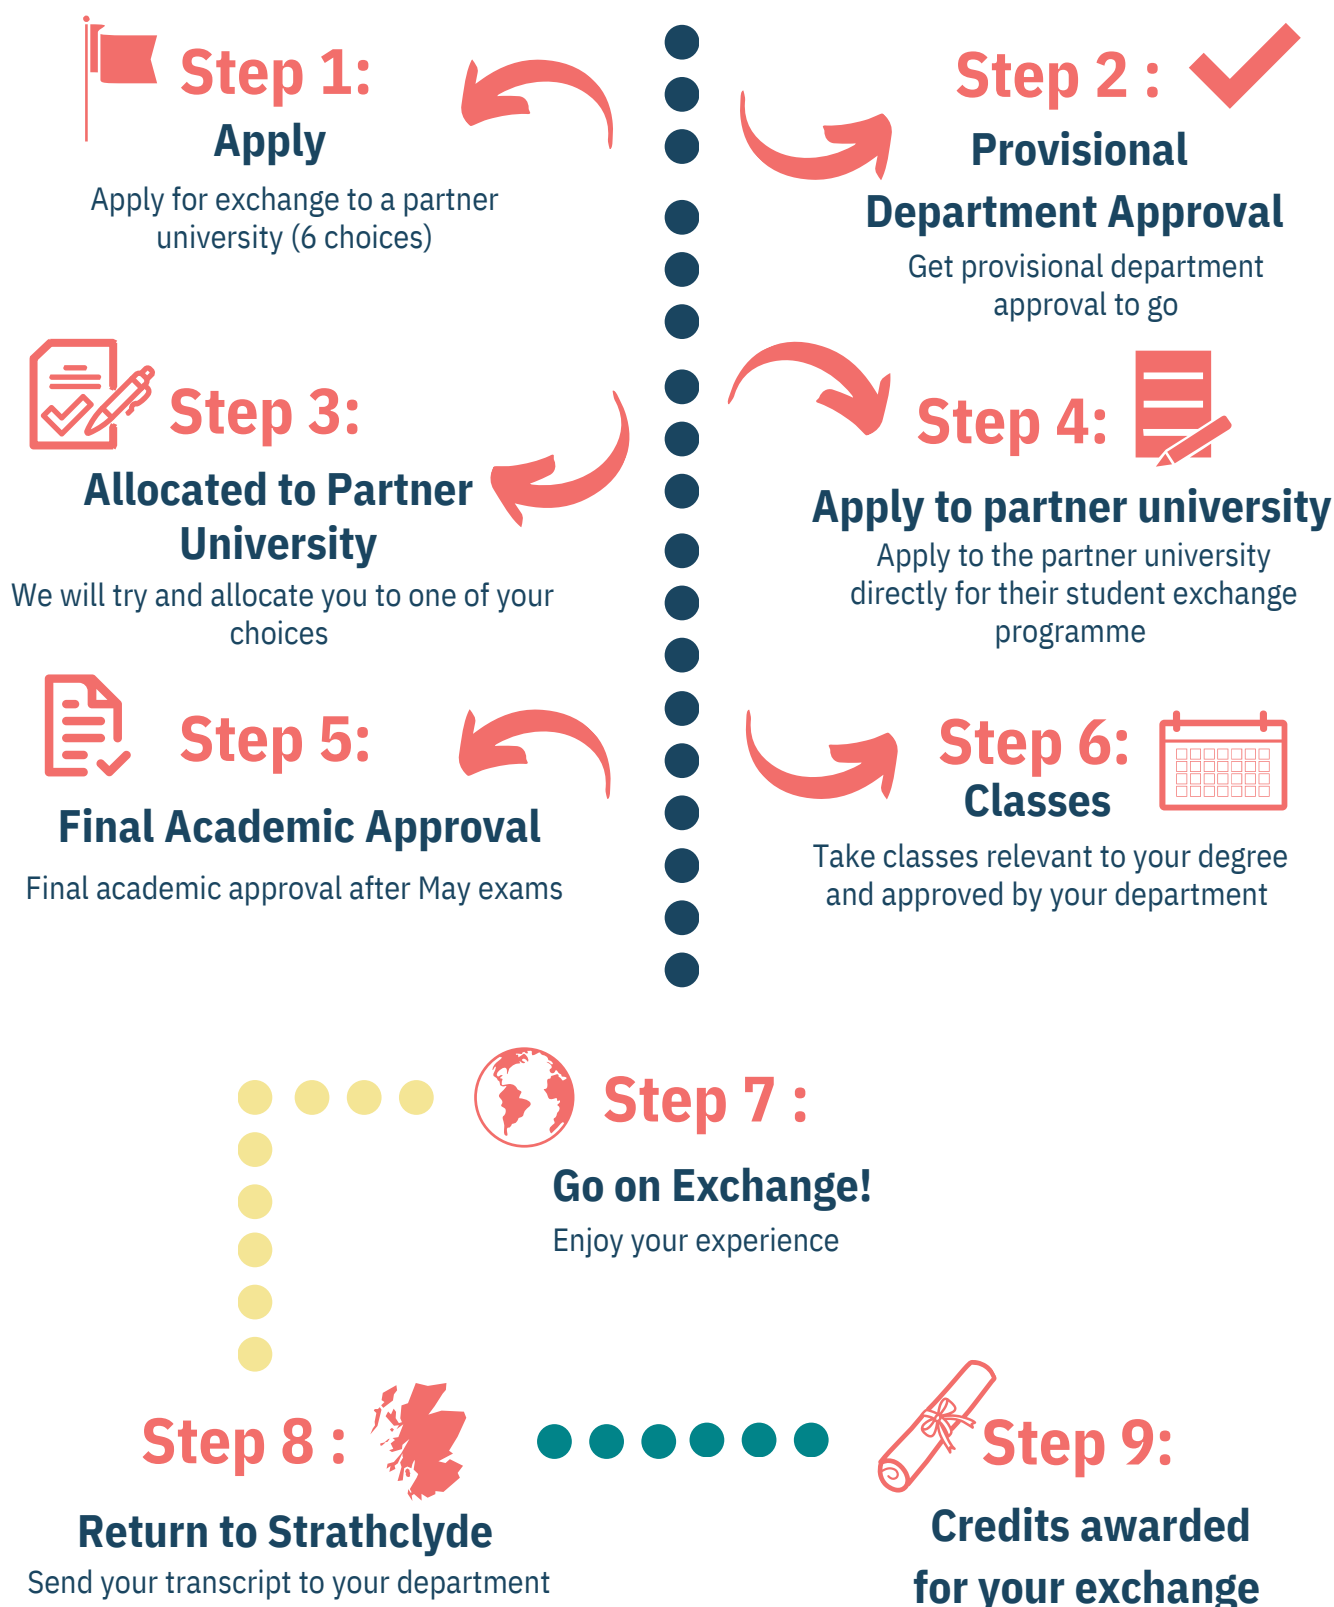 Step 1:
Apply
Apply for exchange to a partner
university (6 choices)
Step 2 :
Provisional
Department Approval
Get provisional department
approval to go
Step 3:
Allocated to Partner
University
We will try and allocate you to one of your
choices
Step 4:
Apply to partner university
Apply to the partner university
directly for their student exchange
programme
Step 5:
Final Academic Approval
Final academic approval after May exams
Step 6:
Classes
Take classes relevant to your degree
and approved by your department
Step 7 :
Go on Exchange!
Enjoy your experience
Step 8 :
Return to Strathclyde
Send your transcript to your department
Step 9:
Credits awarded
for your exchange